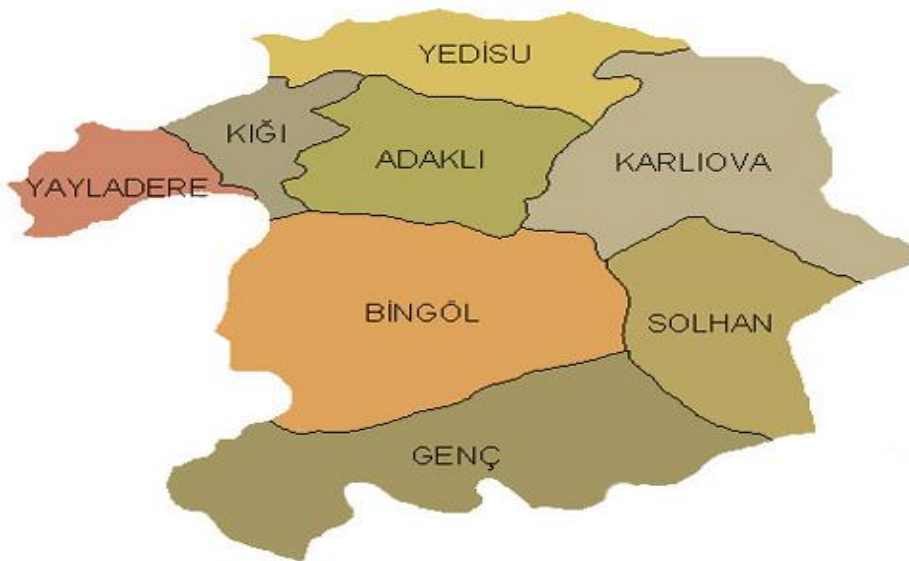 YEDİSU
KIĞI
ADAKLI
KARLIOVA
YAYLADERE
BİNGÖL
SOLHAN
GENÇ